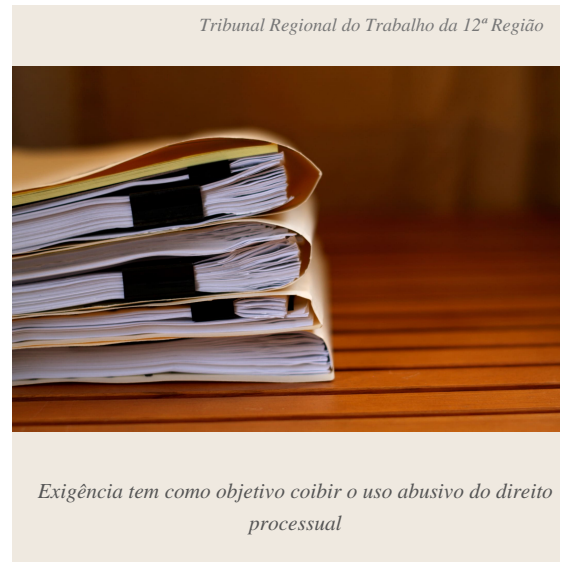 Tribunal Regional do Trabalho da 12ª Região
Exigência tem como objetivo coibir o uso abusivo do direito
processual